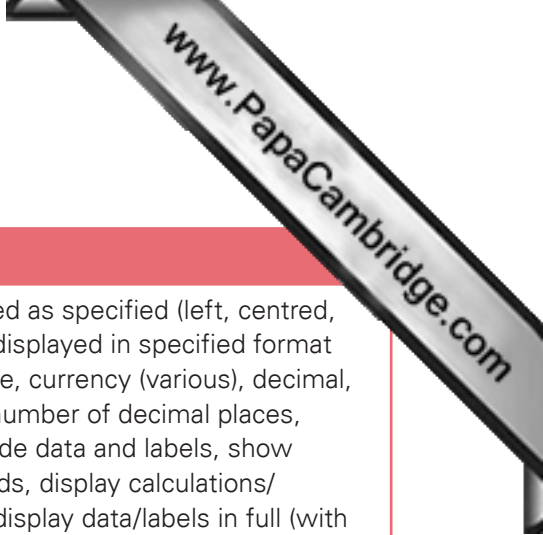 www.PapaCambridge.com
ed as specified (left, centred,
displayed in specified format
e, currency (various), decimal,
number of decimal places,
de data and labels, show
ds, display calculations/
display data/labels in full (with